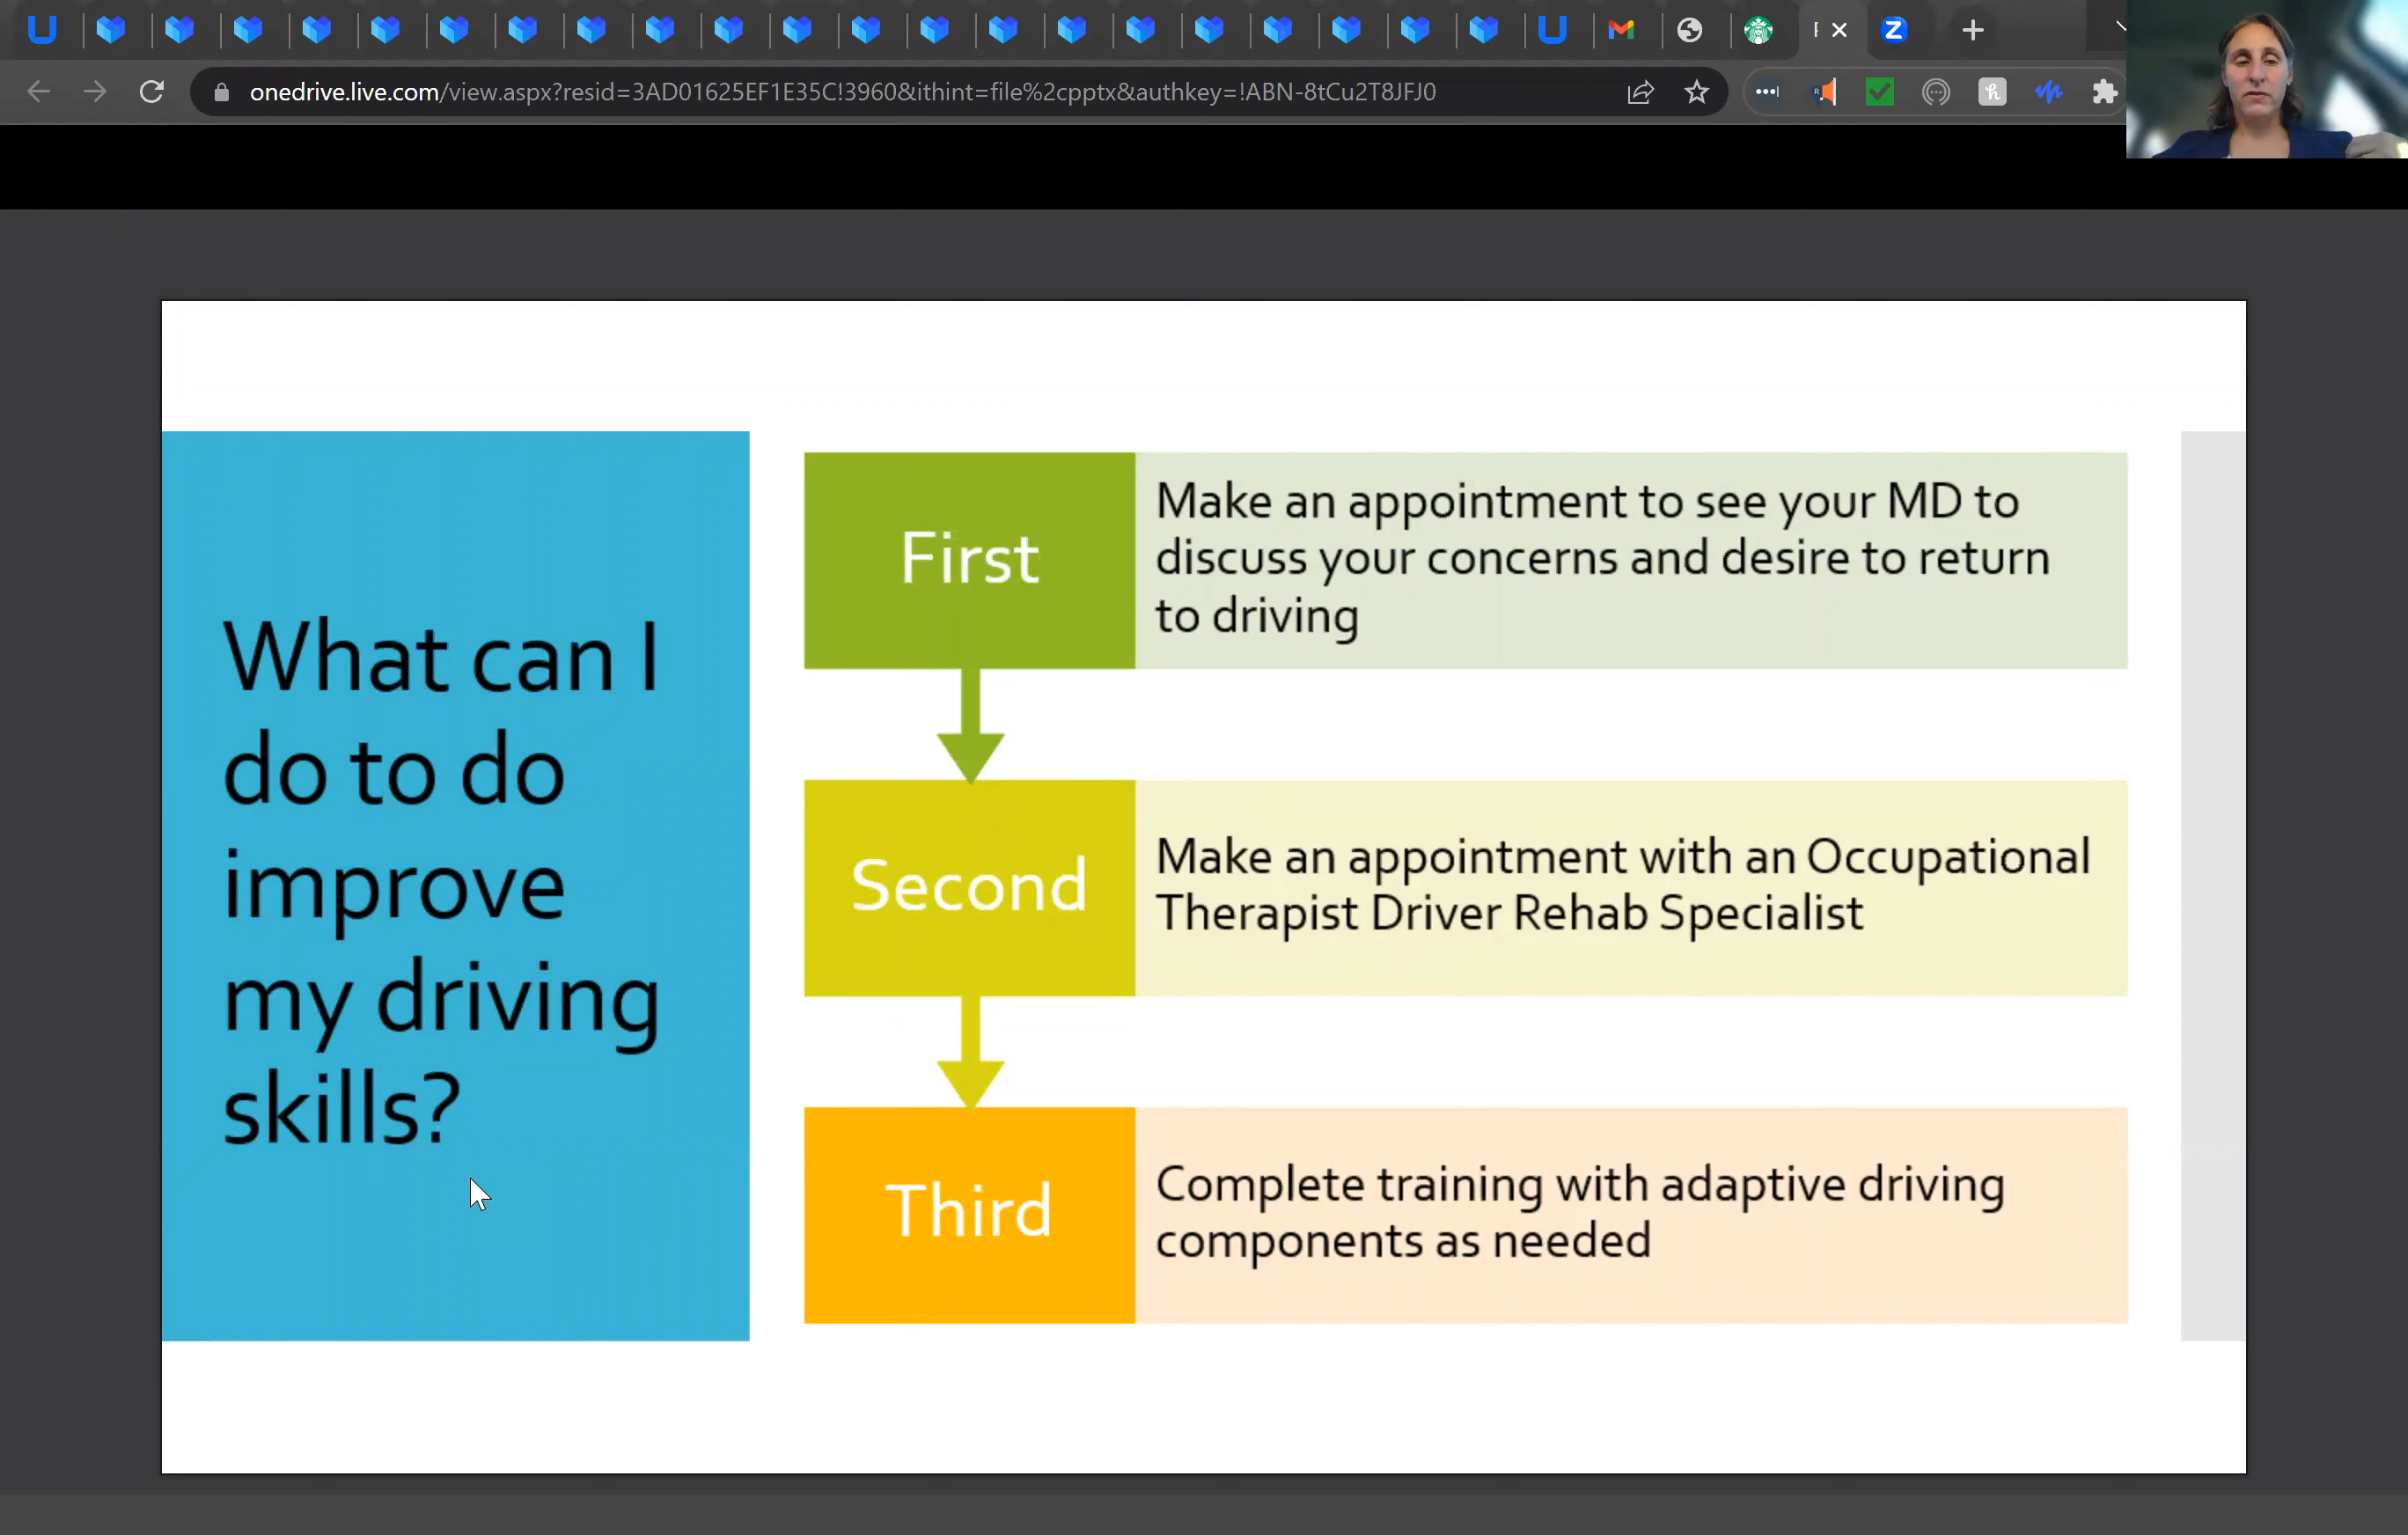 onedrive.live.com/view.aspx?resid=3AD01625EF1E35C!3960&ithint=file%2cpptx&authkey=!ABN-8tCu2T8JFJ0
What can I
do to do
improve
my driving
skills?
First
Make an appointment to see your MD to
discuss your concerns and desire to return
to driving
Second
Make an appointment with an Occupational
Therapist Driver Rehab Specialist
Third
Complete training with adaptive driving
components as needed